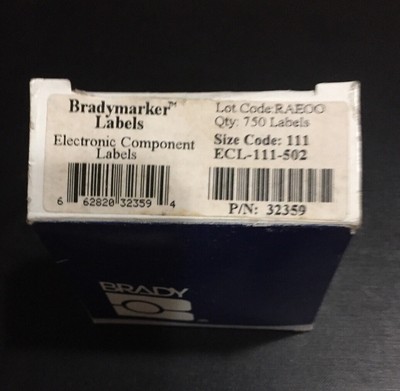 Bradymarker™
Labels
Electronic Component
Labels
6 62820 32359 4
Lot Code:RAEOO
Qty: 750 Labels
Size Code: 111
ECL-111-502
P/N: 32359
BRADY
®